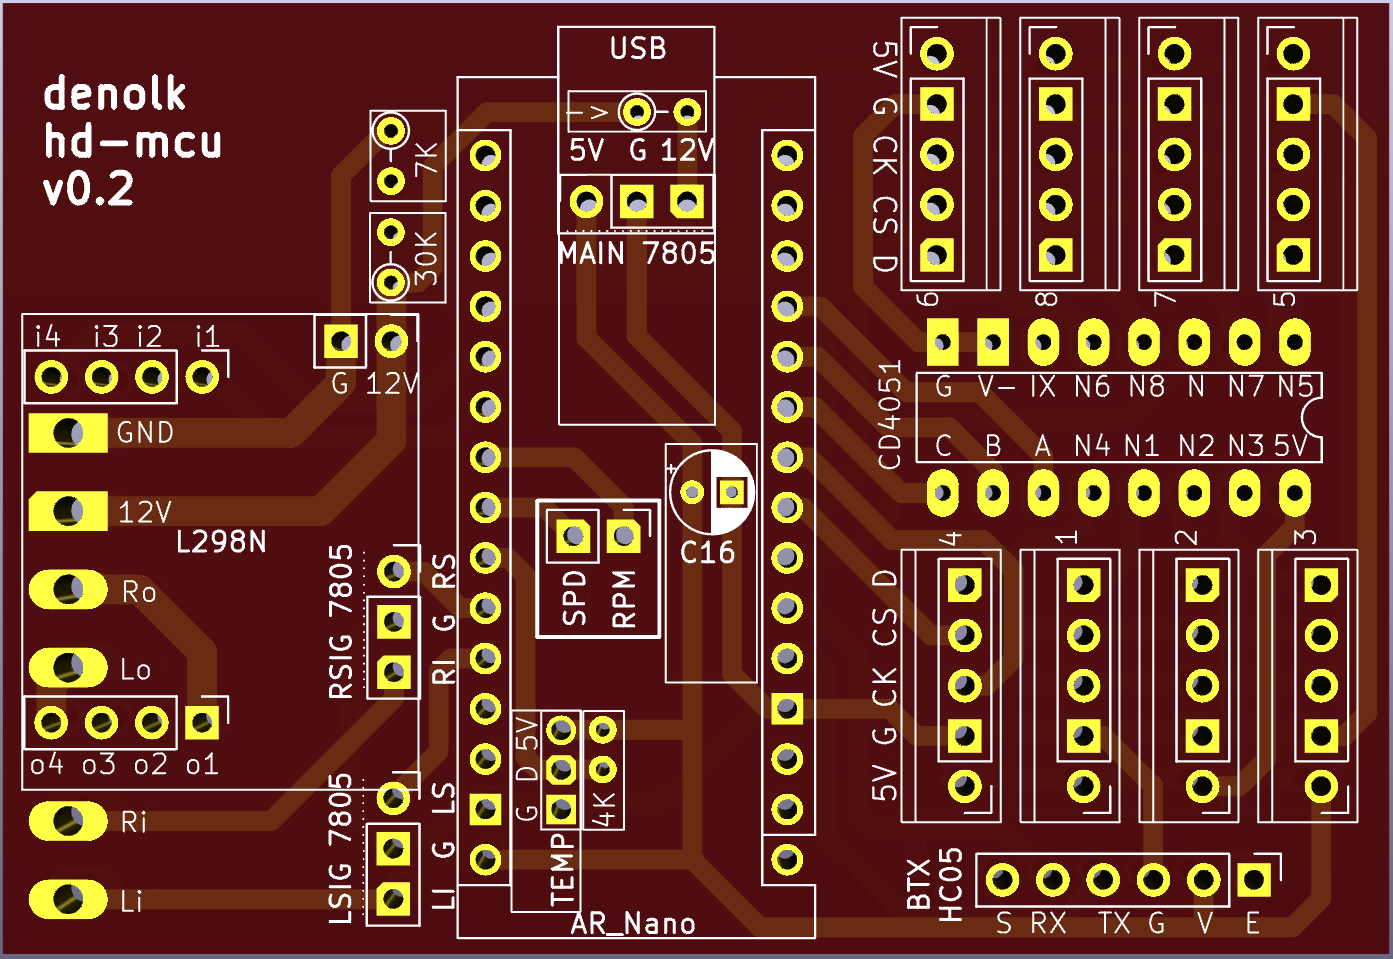 denolk
hd-mcu
v0.2
USB
5V G 12V
MAIN 7805
7K
30K
5V G CK CS D
6 8 7 5
i4 i3 i2 i1
G 12V
GND
12V
L298N
Ro
Lo
o4 o3 o2 o1
Ri
Li
RSIG 7805
RS G RI
LSIG 7805
LS G LI
SPD RPM
+
C16
G D 5V
4K
TEMP
AR_Nano
CD4051
G V- IX N6 N8 N N7 N5
C B A N4 N1 N2 N3 5V
4 1 2 3
5V G CK CS D
BTX
HC05
S RX TX G V E